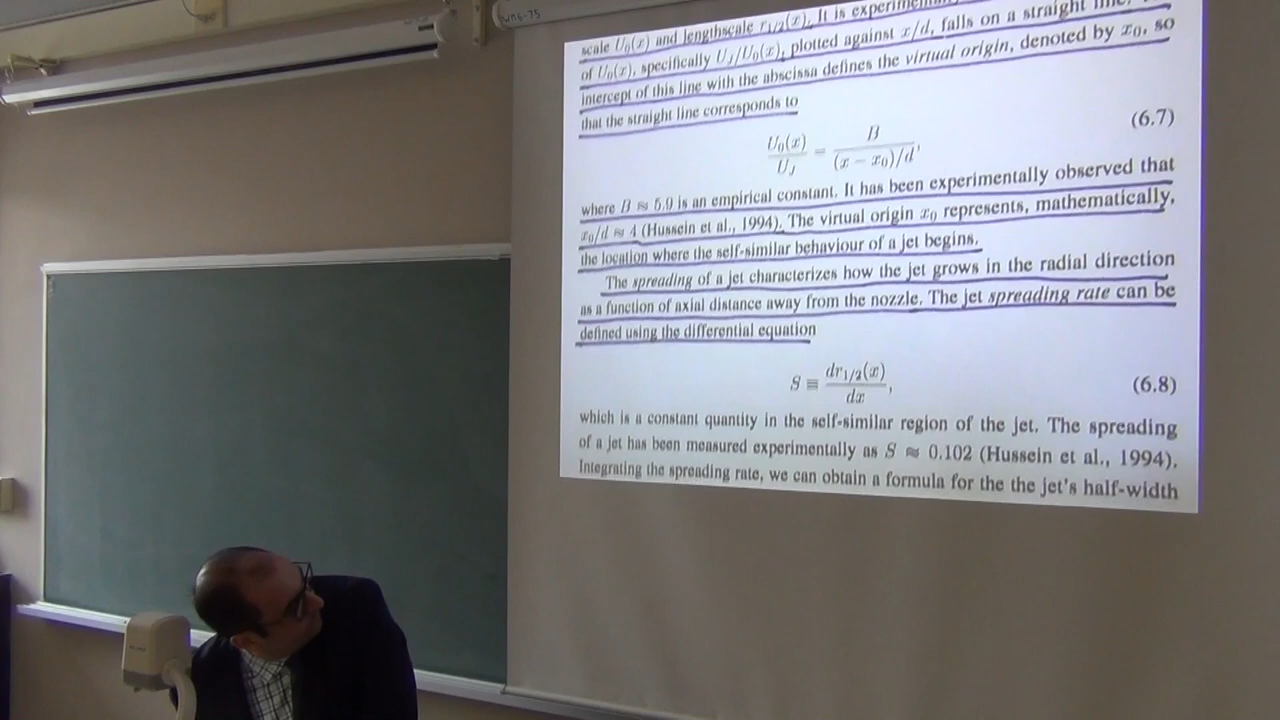 WMS-75
scale U₀(x) and lengthscale r₁/₂(x). It is
of U₀(x), specifically U_J/U₀(x), plotted against x/d, falls on a straight line.
intercept of this line with the abscissa defines the virtual origin, denoted by x₀, so
that the straight line corresponds to
U₀(x)/U_J = B/((x − x₀)/d), (6.7)
where B ≈ 5.9 is an empirical constant. It has been experimentally observed that
x₀/d ≈ 4 (Hussein et al., 1994). The virtual origin x₀ represents, mathematically,
the location where the self-similar behaviour of a jet begins.
The spreading of a jet characterizes how the jet grows in the radial direction
as a function of axial distance away from the nozzle. The jet spreading rate can be
defined using the differential equation
S ≡ dr₁/₂(x)/dx, (6.8)
which is a constant quantity in the self-similar region of the jet. The spreading
of a jet has been measured experimentally as S ≈ 0.102 (Hussein et al., 1994).
Integrating the spreading rate, we can obtain a formula for the the jet's half-width